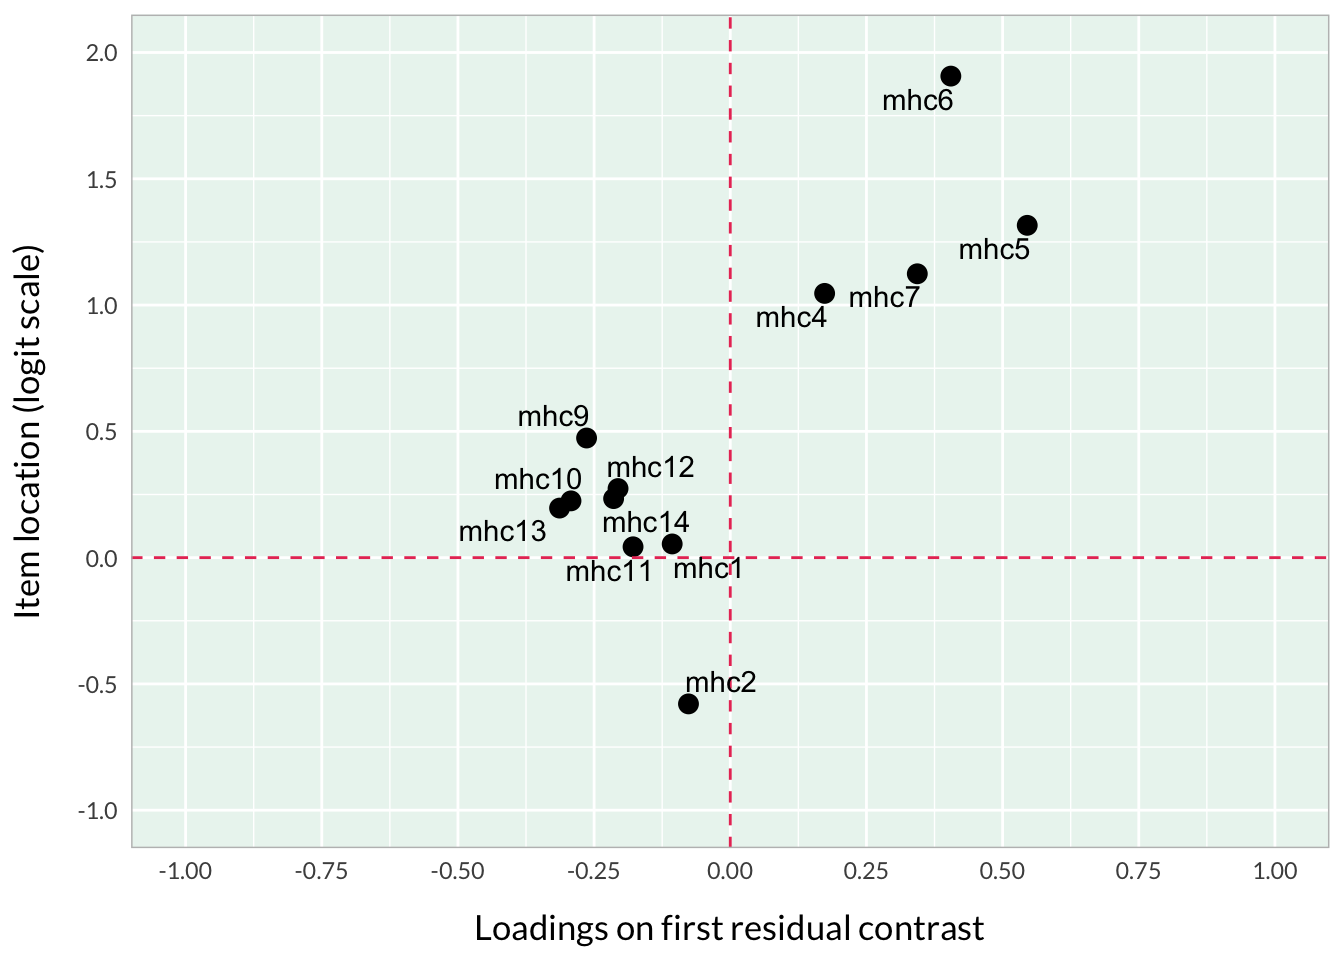 2.0
1.5
1.0
0.5
0.0
-0.5
-1.0
Item location (logit scale)
mhc6
mhc5
mhc7
mhc4
mhc9
mhc12
mhc10
mhc14
mhc13
mhc11
mhc1
mhc2
-1.00 -0.75 -0.50 -0.25 0.00 0.25 0.50 0.75 1.00
Loadings on first residual contrast